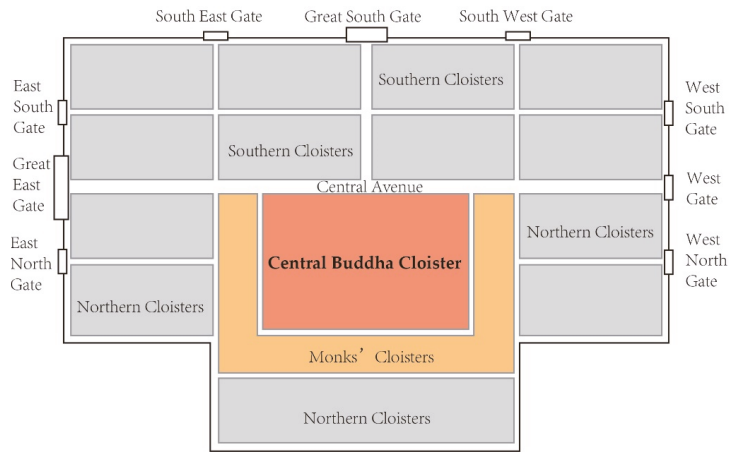 South East Gate
Great South Gate
South West Gate
East
South
Gate
Southern Cloisters
West
South
Gate
Southern Cloisters
Great
East
Gate
Central Avenue
West
Gate
East
North
Gate
Central Buddha Cloister
Northern Cloisters
West
North
Gate
Northern Cloisters
Monks’ Cloisters
Northern Cloisters